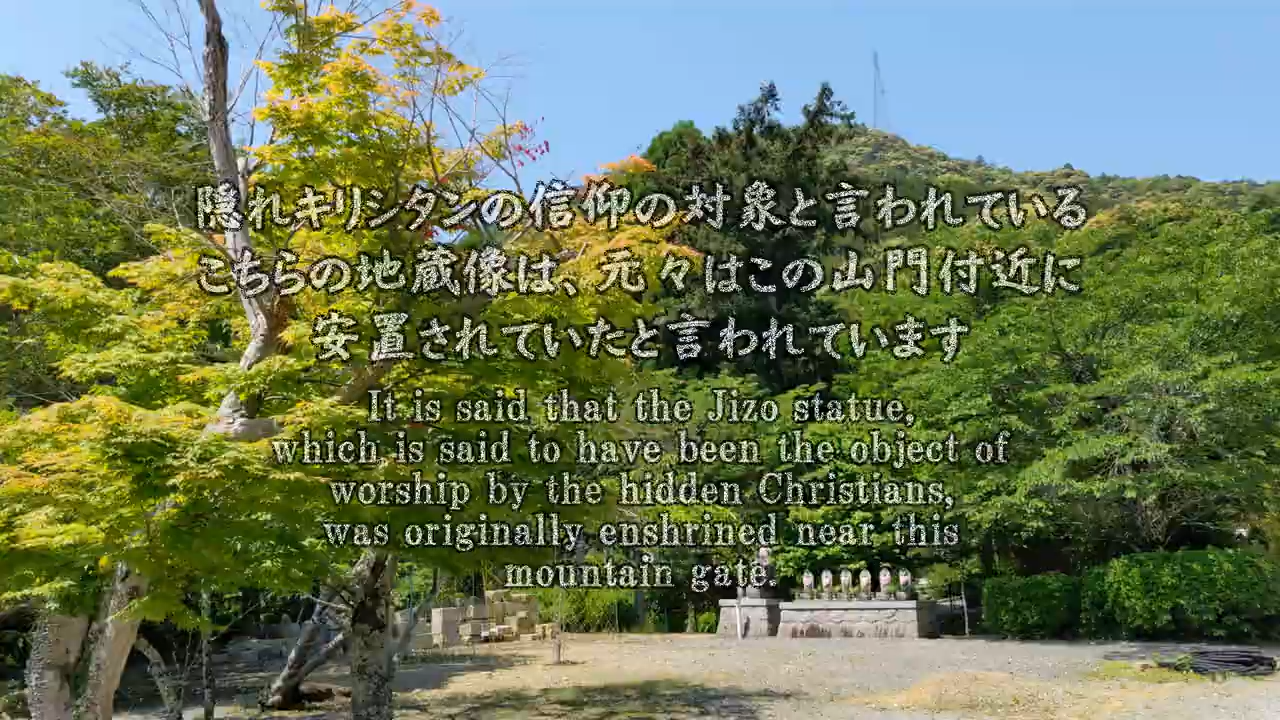 隠れキリシタンの信仰の対象と言われている
こちらの地蔵像は、元々はこの山門付近に
安置されていたと言われています
It is said that the Jizo statue,
which is said to have been the object of
worship by the hidden Christians,
was originally enshrined near this
mountain gate.